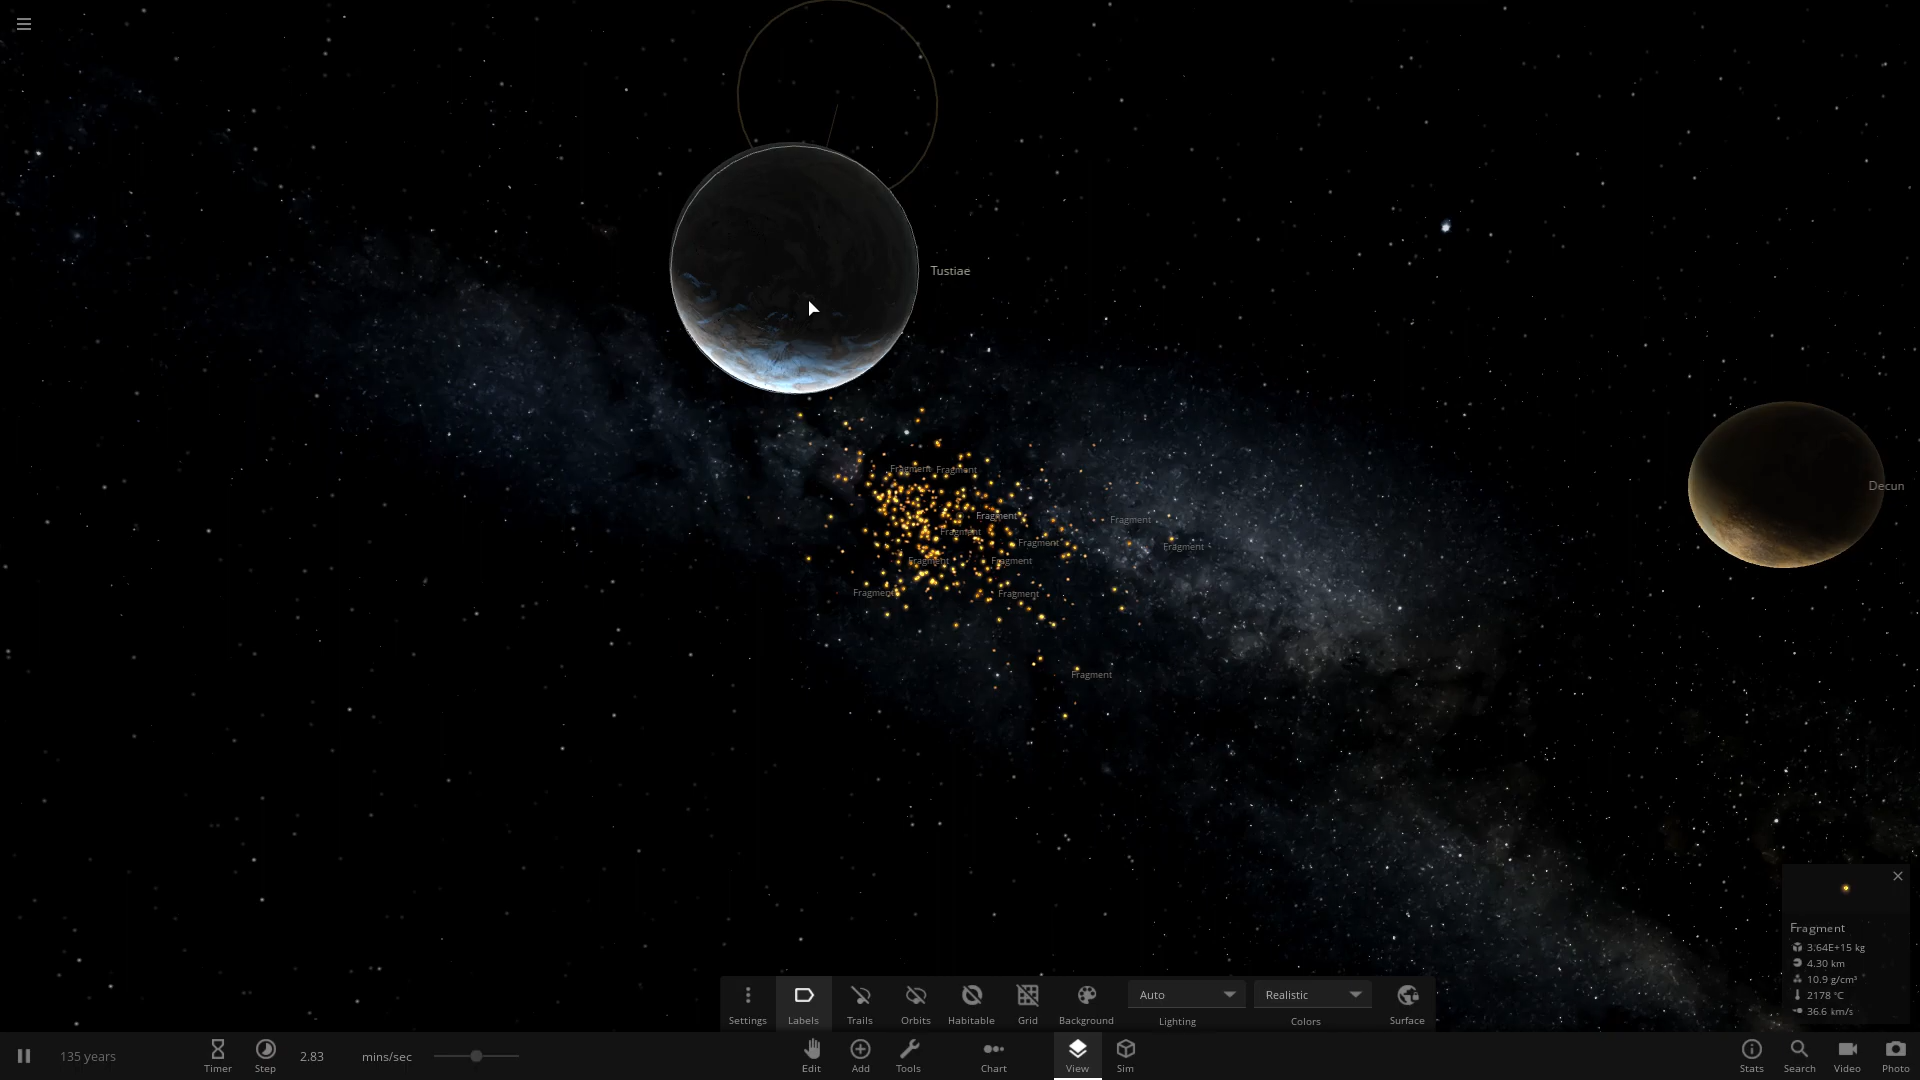 Tustiae
Fragment
Fragment
Decun
Fragment
Fragment
Fragment
Fragment
Fragment
Fragment
Fragment
Fragment
Fragment
Fragment
Fragment
3.64E+15 kg
4.30 km
10.9 g/cm³
2178 °C
36.6 km/s
Auto
Realistic
Settings
Labels
Trails
Orbits
Habitable
Grid
Background
Lighting
Colors
Surface
135 years
2.83
mins/sec
Timer
Step
Edit
Add
Tools
Chart
View
Sim
Stats
Search
Video
Photo